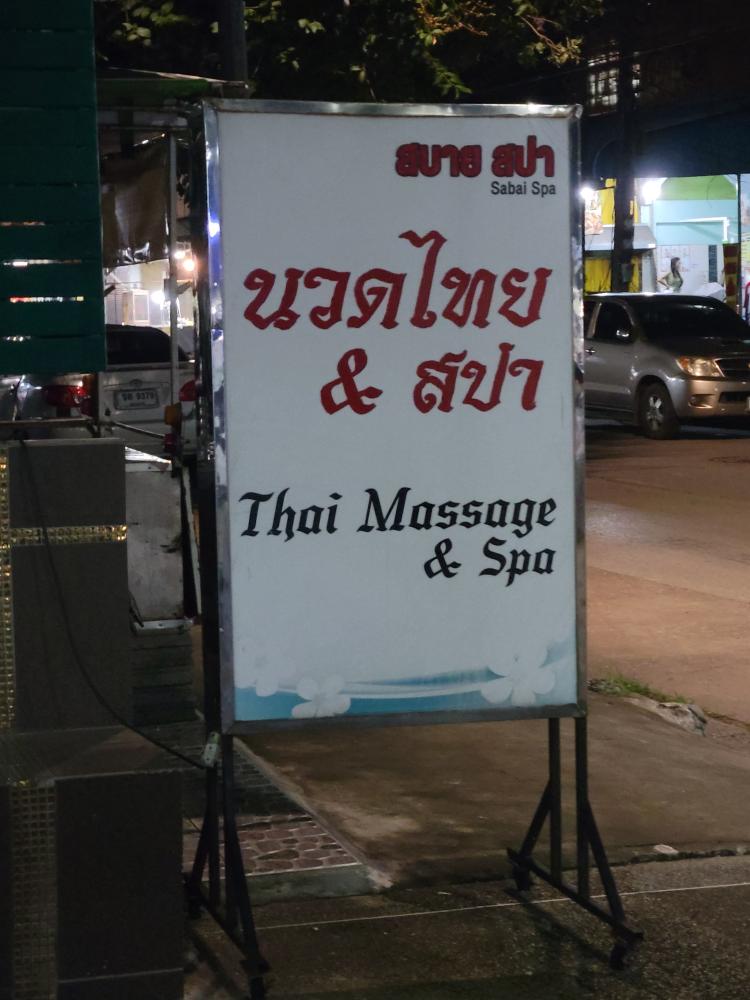 สบาย สปา
Sabai Spa
นวดไทย
& สปา
Thai Massage
& Spa